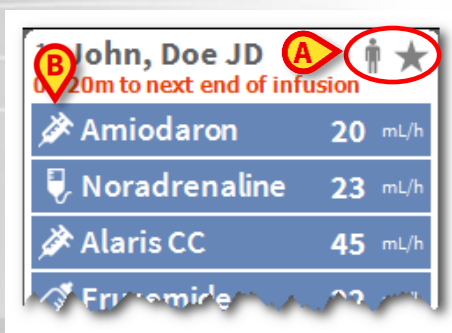 John, Doe JD
A
B
20m to next end of infusion
Amiodaron 20 mL/h
Noradrenaline 23 mL/h
Alaris CC 45 mL/h